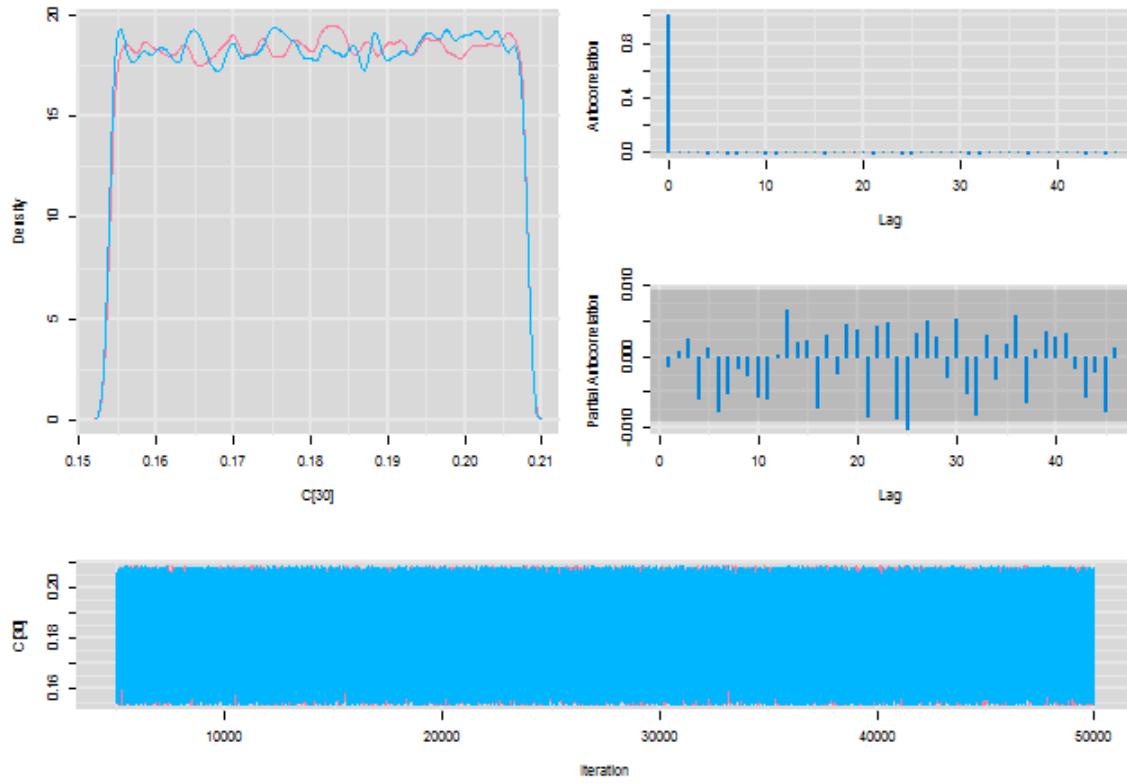 Density
20
15
10
5
0
0.15 0.16 0.17 0.18 0.19 0.20 0.21
C[30]
Autocorrelation
0.8
0.4
0.0
0 10 20 30 40
Lag
Partial Autocorrelation
0.010
0.000
-0.010
0 10 20 30 40
Lag
C[30]
0.20
0.18
0.16
10000 20000 30000 40000 50000
Iteration